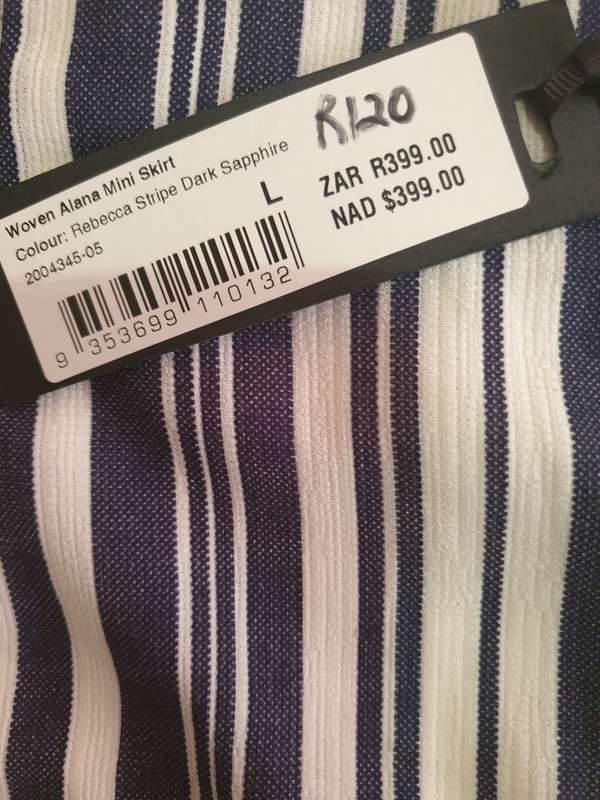 Woven Alana Mini Skirt
Colour: Rebecca Stripe Dark Sapphire
2004345-05
L
9 353699 110132
R120
ZAR R399.00
NAD $399.00